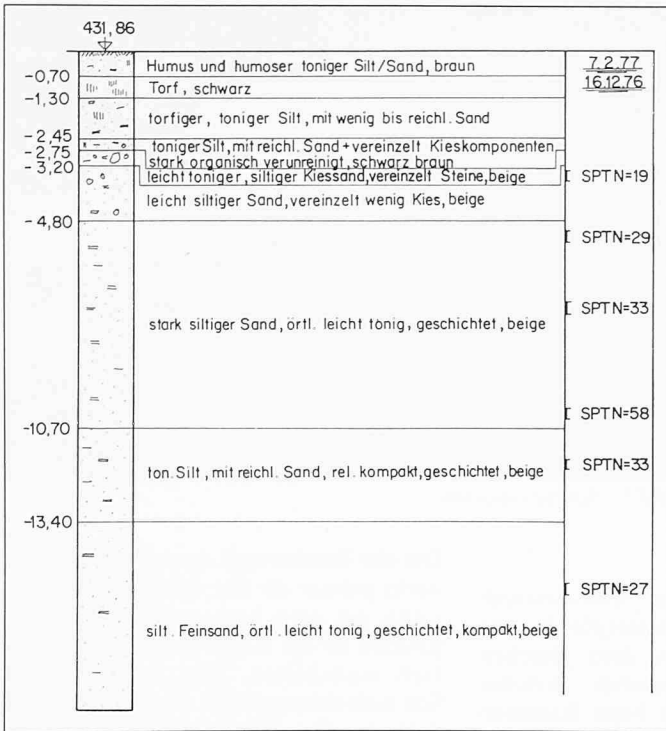 431,86
Humus und humoser toniger Silt/Sand, braun
7.2.77
-0,70
Torf, schwarz
16.12.76
-1,30
torfiger, toniger Silt, mit wenig bis reichl. Sand
-2,45
toniger Silt, mit reichl. Sand + vereinzelt Kieskomponenten
-2,75
stark organisch verunreinigt, schwarz braun
-3,20
leicht toniger, siltiger Kiessand, vereinzelt Steine, beige
SPTN=19
leicht siltiger Sand, vereinzelt wenig Kies, beige
-4,80
SPTN=29
SPTN=33
stark siltiger Sand, örtl. leicht tonig, geschichtet, beige
SPTN=58
-10,70
SPTN=33
ton. Silt, mit reichl. Sand, rel. kompakt, geschichtet, beige
-13,40
SPTN=27
silt. Feinsand, örtl. leicht tonig, geschichtet, kompakt, beige